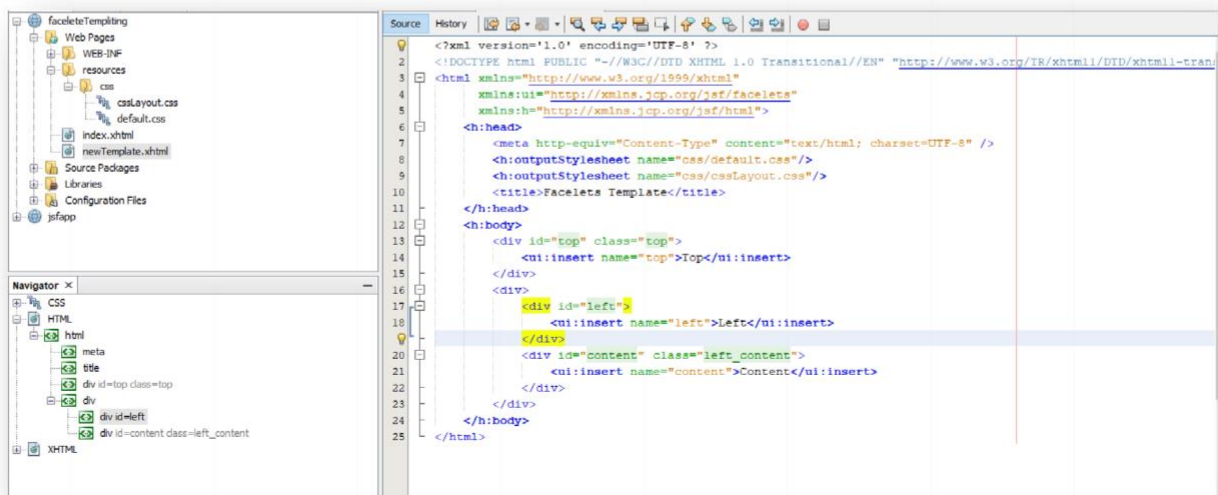 faceleteTempliting
Web Pages
WEB-INF
resources
css
cssLayout.css
default.css
index.xhtml
newTemplate.xhtml
Source Packages
Libraries
Configuration Files
jsfapp
Navigator ×
CSS
HTML
html
meta
title
div id=top class=top
div
div id=left
div id=content class=left_content
XHTML
Source History
<?xml version='1.0' encoding='UTF-8' ?>
2 <!DOCTYPE html PUBLIC "-//W3C//DTD XHTML 1.0 Transitional//EN" "http://www.w3.org/TR/xhtml1/DTD/xhtml1-tran
3 <html xmlns="http://www.w3.org/1999/xhtml"
4 xmlns:ui="http://xmlns.jcp.org/jsf/facelets"
5 xmlns:h="http://xmlns.jcp.org/jsf/html">
6 <h:head>
7 <meta http-equiv="Content-Type" content="text/html; charset=UTF-8" />
8 <h:outputStylesheet name="css/default.css"/>
9 <h:outputStylesheet name="css/cssLayout.css"/>
10 <title>Facelets Template</title>
11 </h:head>
12 <h:body>
13 <div id="top" class="top">
14 <ui:insert name="top">Top</ui:insert>
15 </div>
16 <div>
17 <div id="left">
18 <ui:insert name="left">Left</ui:insert>
</div>
20 <div id="content" class="left_content">
21 <ui:insert name="content">Content</ui:insert>
22 </div>
23 </div>
24 </h:body>
25 </html>